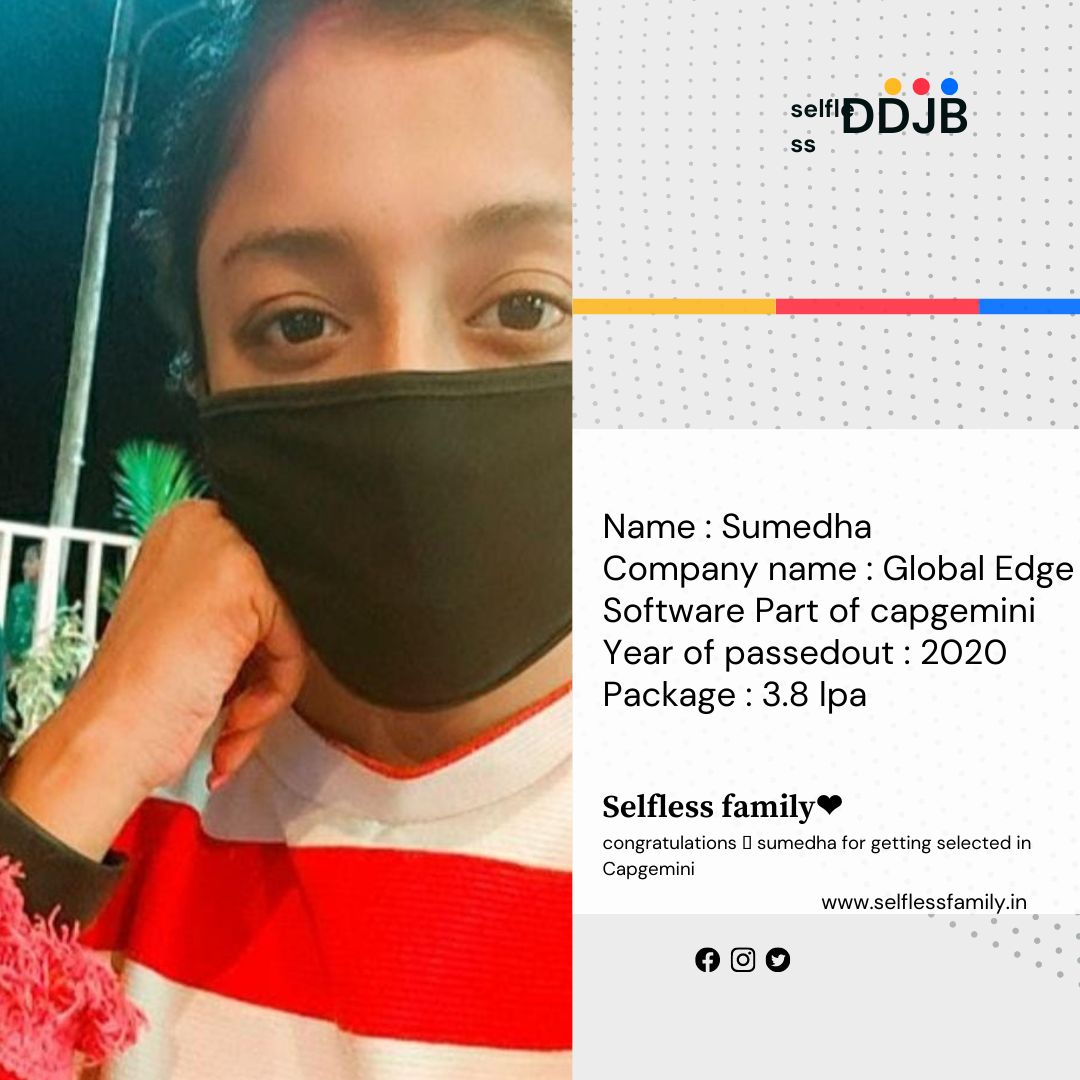 selfle
ss
DDJB
Name : Sumedha
Company name : Global Edge
Software Part of capgemini
Year of passedout : 2020
Package : 3.8 lpa
Selfless family❤
congratulations ▯ sumedha for getting selected in
Capgemini
www.selflessfamily.in